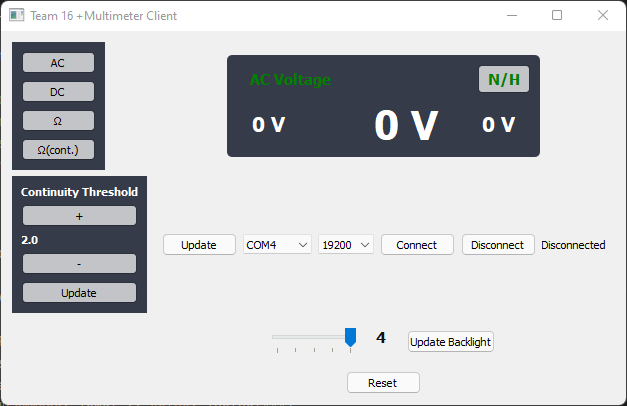 Team 16 +Multimeter Client
AC
DC
Ω
Ω(cont.)
AC Voltage
N/H
0 V
0 V
0 V
Continuity Threshold
+
2.0
-
Update
Update
COM4
19200
Connect
Disconnect
Disconnected
4
Update Backlight
Reset